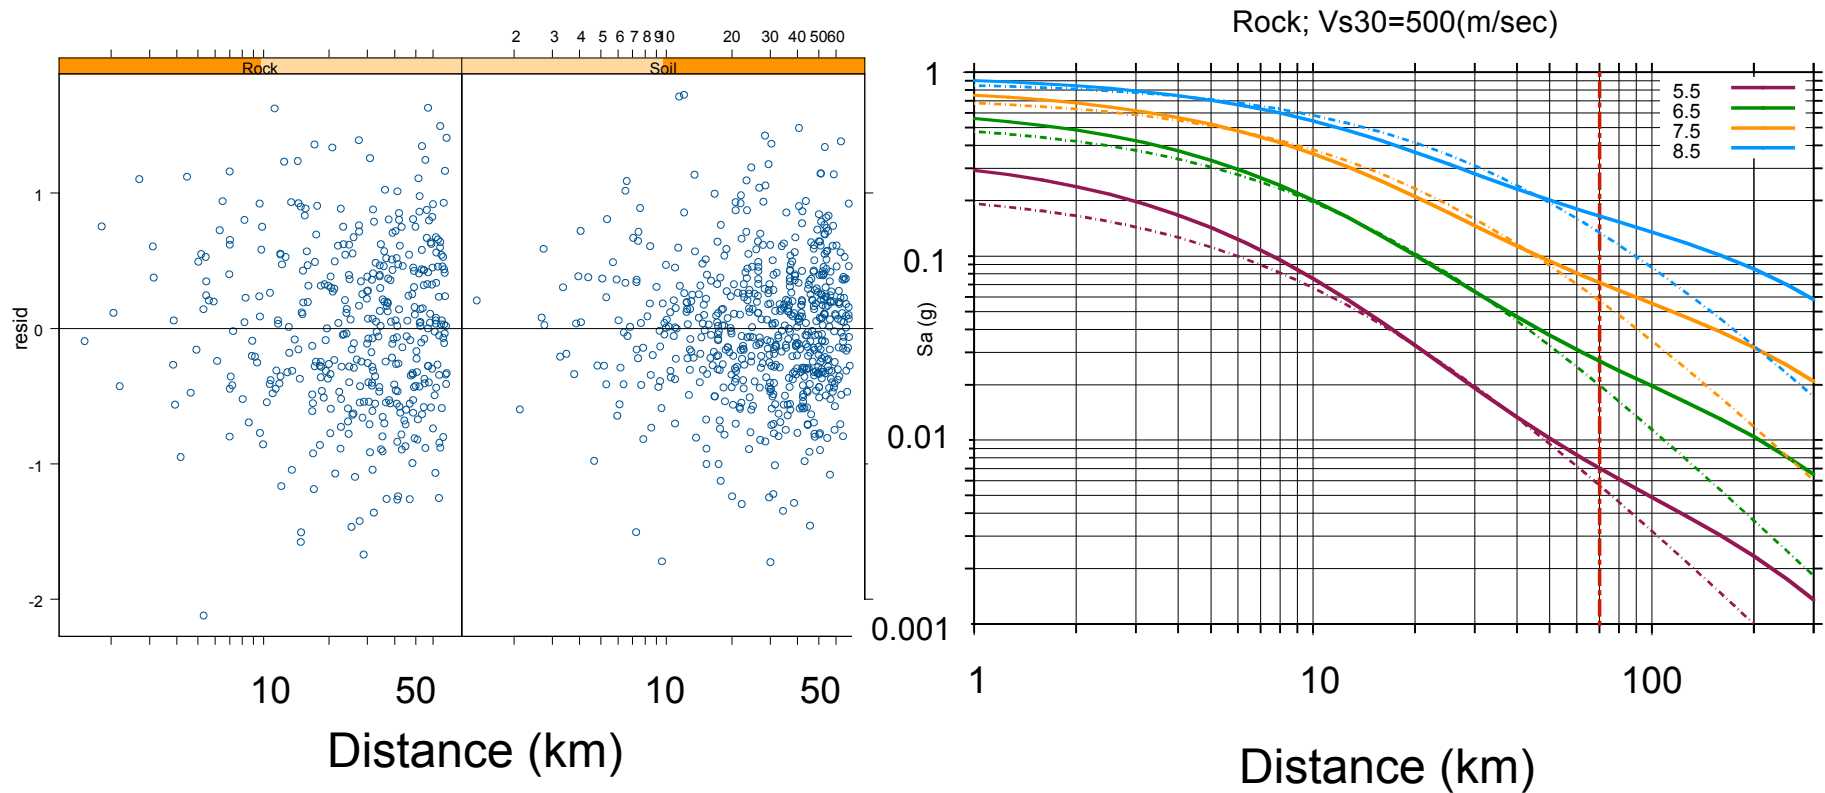 Rock; Vs30=500(m/sec)
2 3 4 5 6 7 8 9 10 20 30 40 50 60
Rock Soil
resid
1
0
-1
-2
10 50 10 50
Distance (km)
5.5
6.5
7.5
8.5
Sa (g)
1
0.1
0.01
0.001
1 10 100
Distance (km)